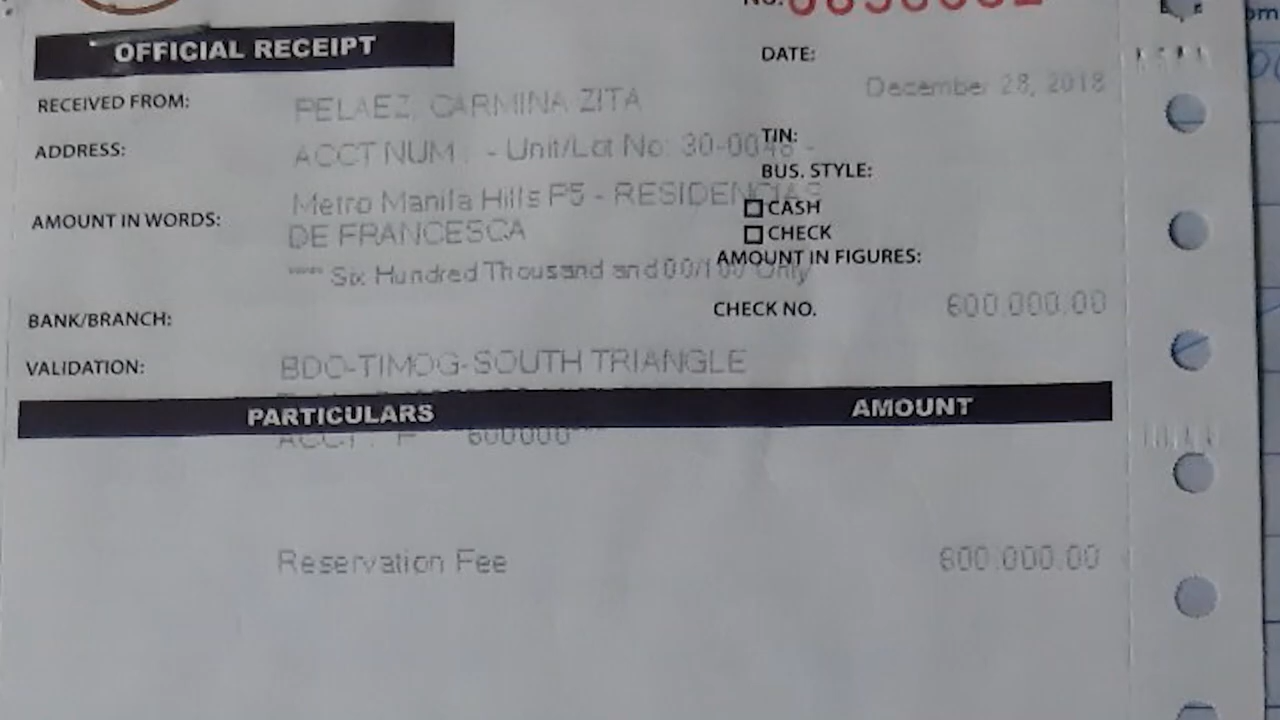 No.
OFFICIAL RECEIPT
DATE:
December 28, 2018
RECEIVED FROM: PELAEZ, CARMINA ZITA
TIN:
ADDRESS: ACCT NUM : - Unit/Lot No: 30-0048 -
BUS. STYLE:
Metro Manila Hills P5 - RESIDENCIAS
CASH
AMOUNT IN WORDS: DE FRANCESCA
CHECK
AMOUNT IN FIGURES:
Six Hundred Thousand and 00/100 Only
CHECK NO. 600,000.00
BANK/BRANCH:
VALIDATION: BDO-TIMOG-SOUTH TRIANGLE
PARTICULARS AMOUNT
600000
Reservation Fee 600,000.00